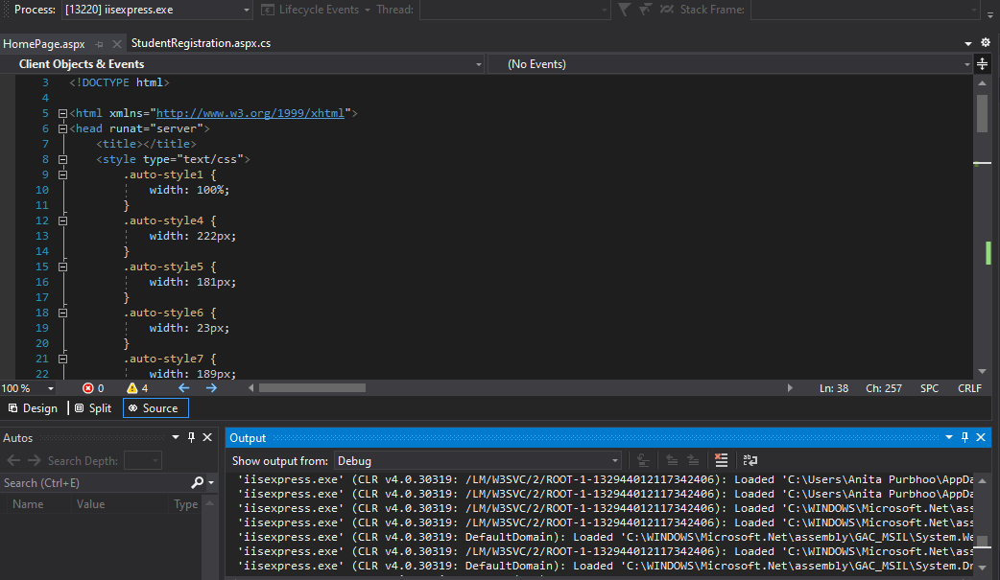 Process: [13220] iisexpress.exe Lifecycle Events Thread: Stack Frame:
HomePage.aspx StudentRegistration.aspx.cs
Client Objects & Events (No Events)
3 <!DOCTYPE html>
4
5 <html xmlns="http://www.w3.org/1999/xhtml">
6 <head runat="server">
7 <title></title>
8 <style type="text/css">
9 .auto-style1 {
10 width: 100%;
11 }
12 .auto-style4 {
13 width: 222px;
14 }
15 .auto-style5 {
16 width: 181px;
17 }
18 .auto-style6 {
19 width: 23px;
20 }
21 .auto-style7 {
22 width: 189px;
100 % 0 4 Ln: 38 Ch: 257 SPC CRLF
Design Split Source
Autos
Search Depth:
Search (Ctrl+E)
Name Value Type
Output
Show output from: Debug
'iisexpress.exe' (CLR v4.0.30319: /LM/W3SVC/2/ROOT-1-132944012117342406): Loaded 'C:\Users\Anita Purbhoo\AppDa
'iisexpress.exe' (CLR v4.0.30319: /LM/W3SVC/2/ROOT-1-132944012117342406): Loaded 'C:\Users\Anita Purbhoo\AppDa
'iisexpress.exe' (CLR v4.0.30319: /LM/W3SVC/2/ROOT-1-132944012117342406): Loaded 'C:\WINDOWS\Microsoft.Net\ass
'iisexpress.exe' (CLR v4.0.30319: /LM/W3SVC/2/ROOT-1-132944012117342406): Loaded 'C:\WINDOWS\Microsoft.Net\ass
'iisexpress.exe' (CLR v4.0.30319: DefaultDomain): Loaded 'C:\WINDOWS\Microsoft.Net\assembly\GAC_MSIL\System.We
'iisexpress.exe' (CLR v4.0.30319: /LM/W3SVC/2/ROOT-1-132944012117342406): Loaded 'C:\WINDOWS\Microsoft.Net\ass
'iisexpress.exe' (CLR v4.0.30319: DefaultDomain): Loaded 'C:\WINDOWS\Microsoft.Net\assembly\GAC_MSIL\System.Dr